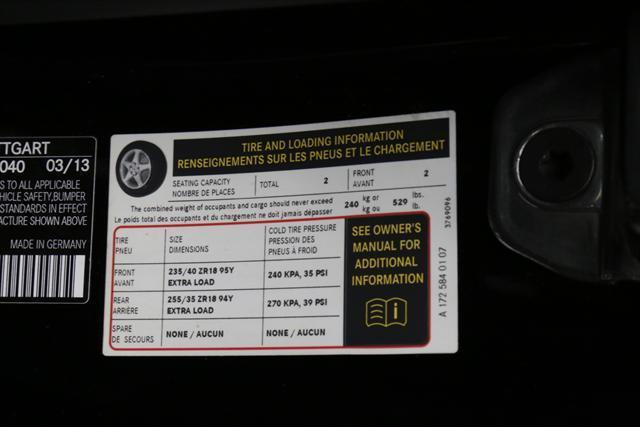 TTGART
040 03/13
S TO ALL APPLICABLE
EHICLE SAFETY, BUMPER
STANDARDS IN EFFECT
FACTURE SHOWN ABOVE
MADE IN GERMANY
TIRE AND LOADING INFORMATION
RENSEIGNEMENTS SUR LES PNEUS ET LE CHARGEMENT
SEATING CAPACITY
NOMBRE DE PLACES
TOTAL 2
FRONT
AVANT
2
The combined weight of occupants and cargo should never exceed
Le poids total des occupants et du chargement ne doit jamais dépasser
240 kg or
kg ou
529 lbs.
lb.
TIRE
PNEU
SIZE
DIMENSIONS
COLD TIRE PRESSURE
PRESSION DES
PNEUS À FROID
FRONT
AVANT
235/40 ZR18 95Y
EXTRA LOAD
240 KPA, 35 PSI
REAR
ARRIÈRE
255/35 ZR18 94Y
EXTRA LOAD
270 KPA, 39 PSI
SPARE
DE SECOURS
NONE / AUCUN
NONE / AUCUN
SEE OWNER'S
MANUAL FOR
ADDITIONAL
INFORMATION
i
A 172 584 01 07
3769096